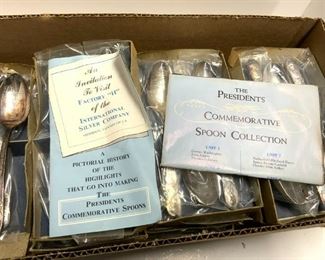 An
Invitation
To Visit
Factory "H"
of the
International
Silver Company
A
PICTORIAL HISTORY
OF THE
HIGHLIGHTS
THAT GO INTO MAKING
THE
PRESIDENTS
COMMEMORATIVE SPOONS
THE
PRESIDENTS
COMMEMORATIVE
SPOON COLLECTION
UNIT 1
UNIT 2